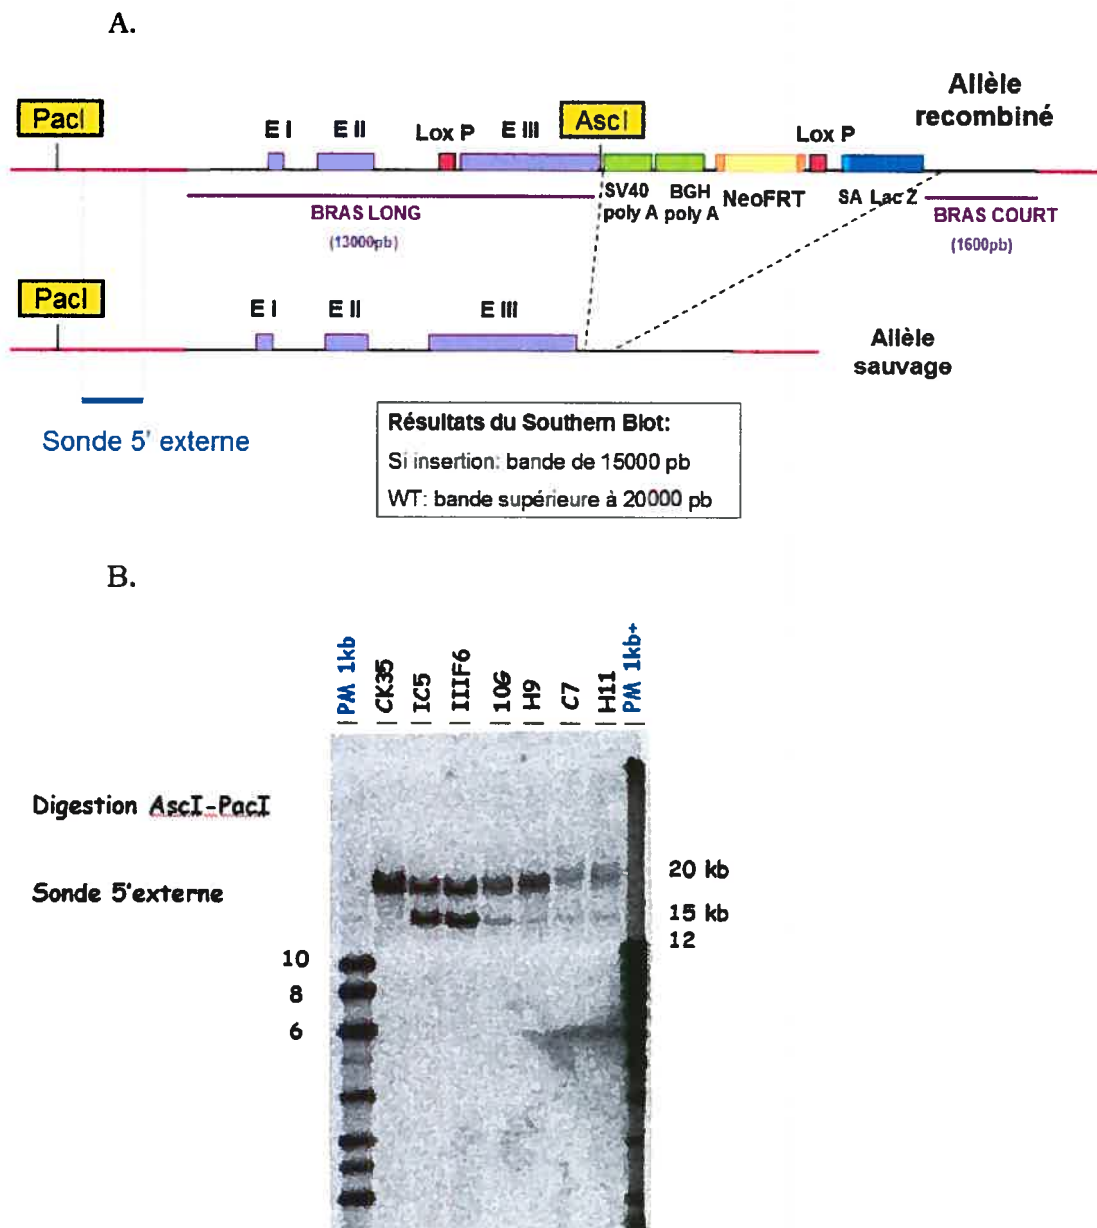 A.
Allèle
recombiné
PacI
E I
E II
Lox P
E III
AscI
Lox P
SV40
poly A
BGH
poly A
NeoFRT
SA Lac Z
BRAS LONG
(13000pb)
BRAS COURT
(1600pb)
PacI
E I
E II
E III
Allèle
sauvage
Sonde 5' externe
Résultats du Southern Blot:
Si insertion: bande de 15000 pb
WT: bande supérieure à 20000 pb
B.
PM 1kb
CK35
IC5
IIIF6
10G
H9
C7
H11
PM 1kb+
Digestion AscI-PacI
Sonde 5'externe
20 kb
15 kb
12
10
8
6